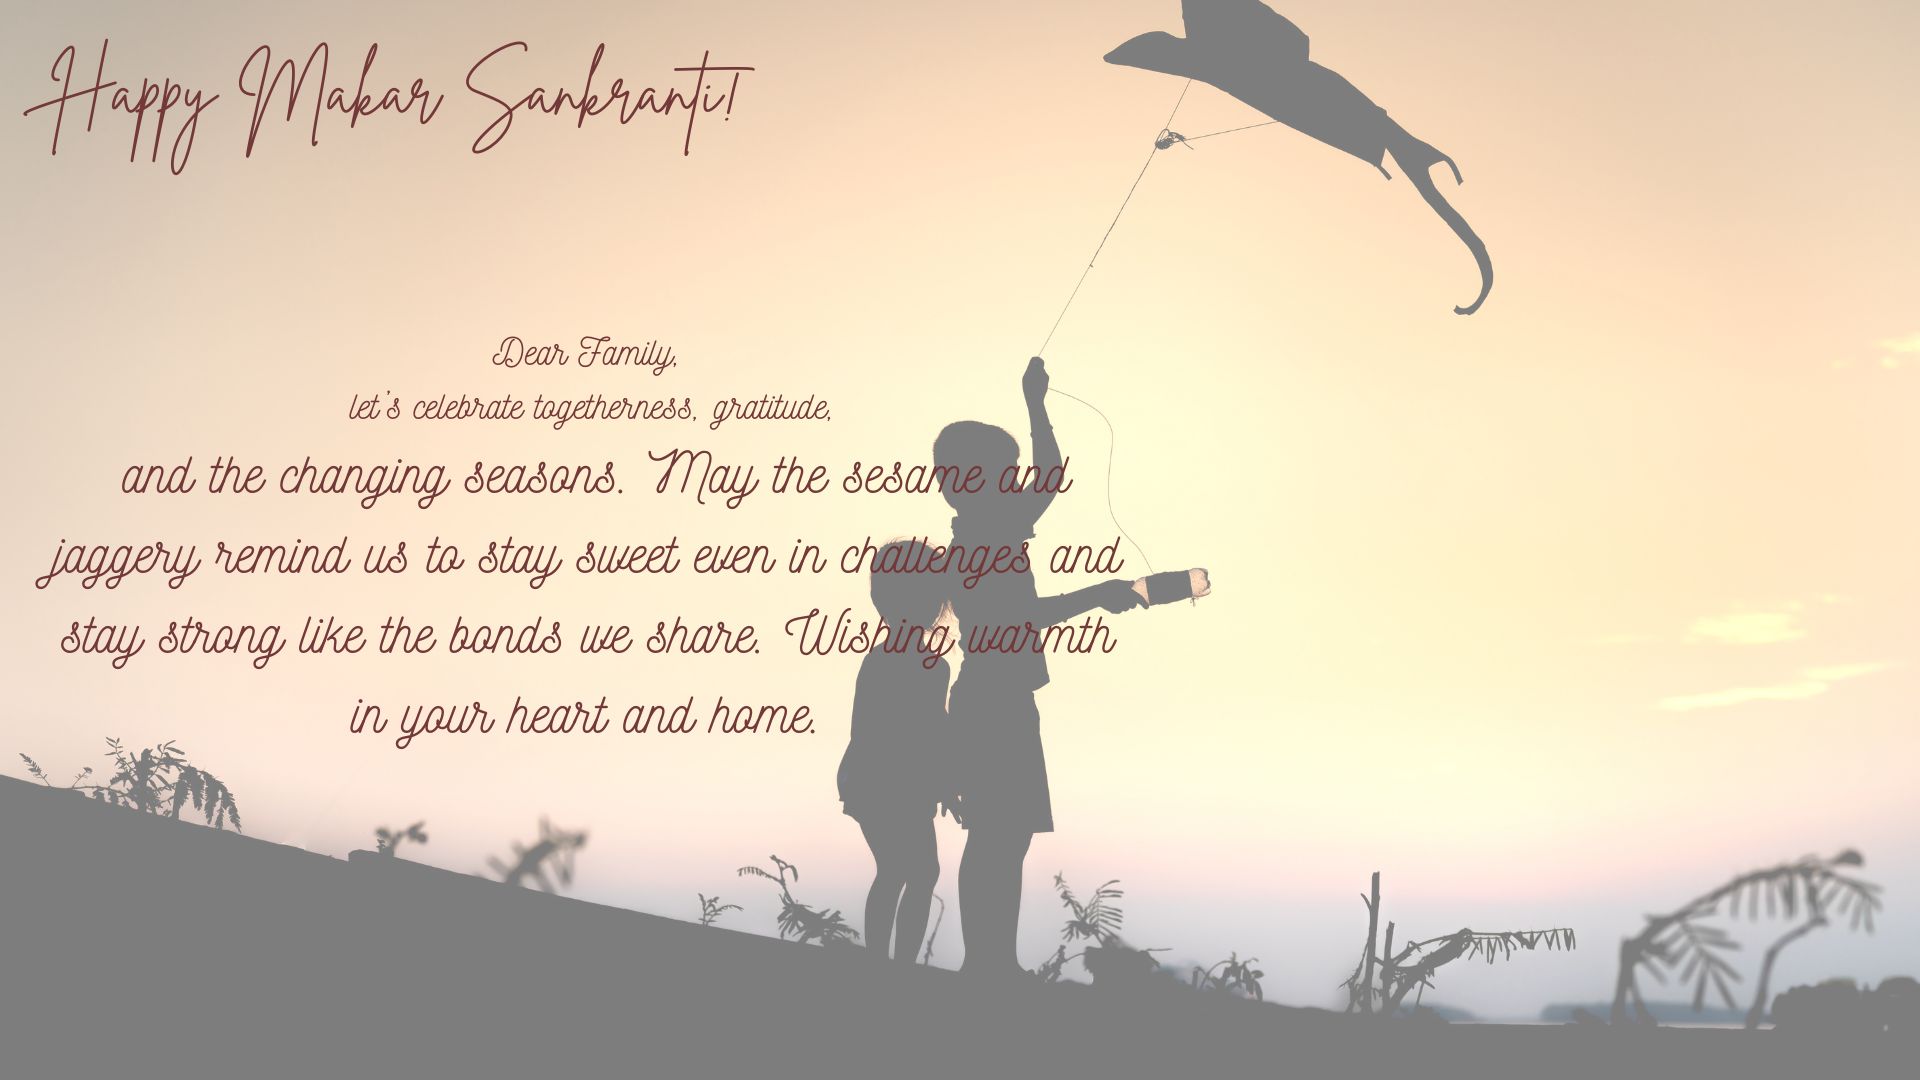 Happy Makar Sankranti!
Dear Family,
let's celebrate togetherness, gratitude,
and the changing seasons. May the sesame and
jaggery remind us to stay sweet even in challenges and
stay strong like the bonds we share. Wishing warmth
in your heart and home.